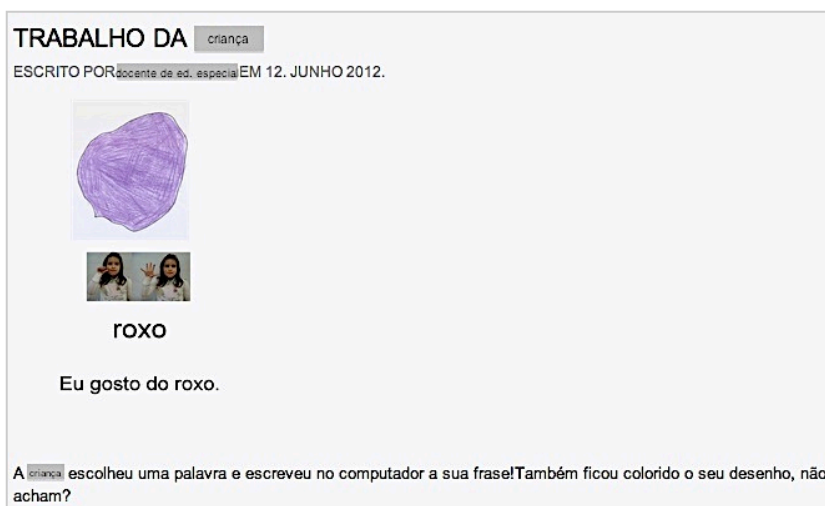 TRABALHO DA criança
ESCRITO POR docente de ed. especial EM 12. JUNHO 2012.
roxo
Eu gosto do roxo.
A criança escolheu uma palavra e escreveu no computador a sua frase!Também ficou colorido o seu desenho, não
acham?